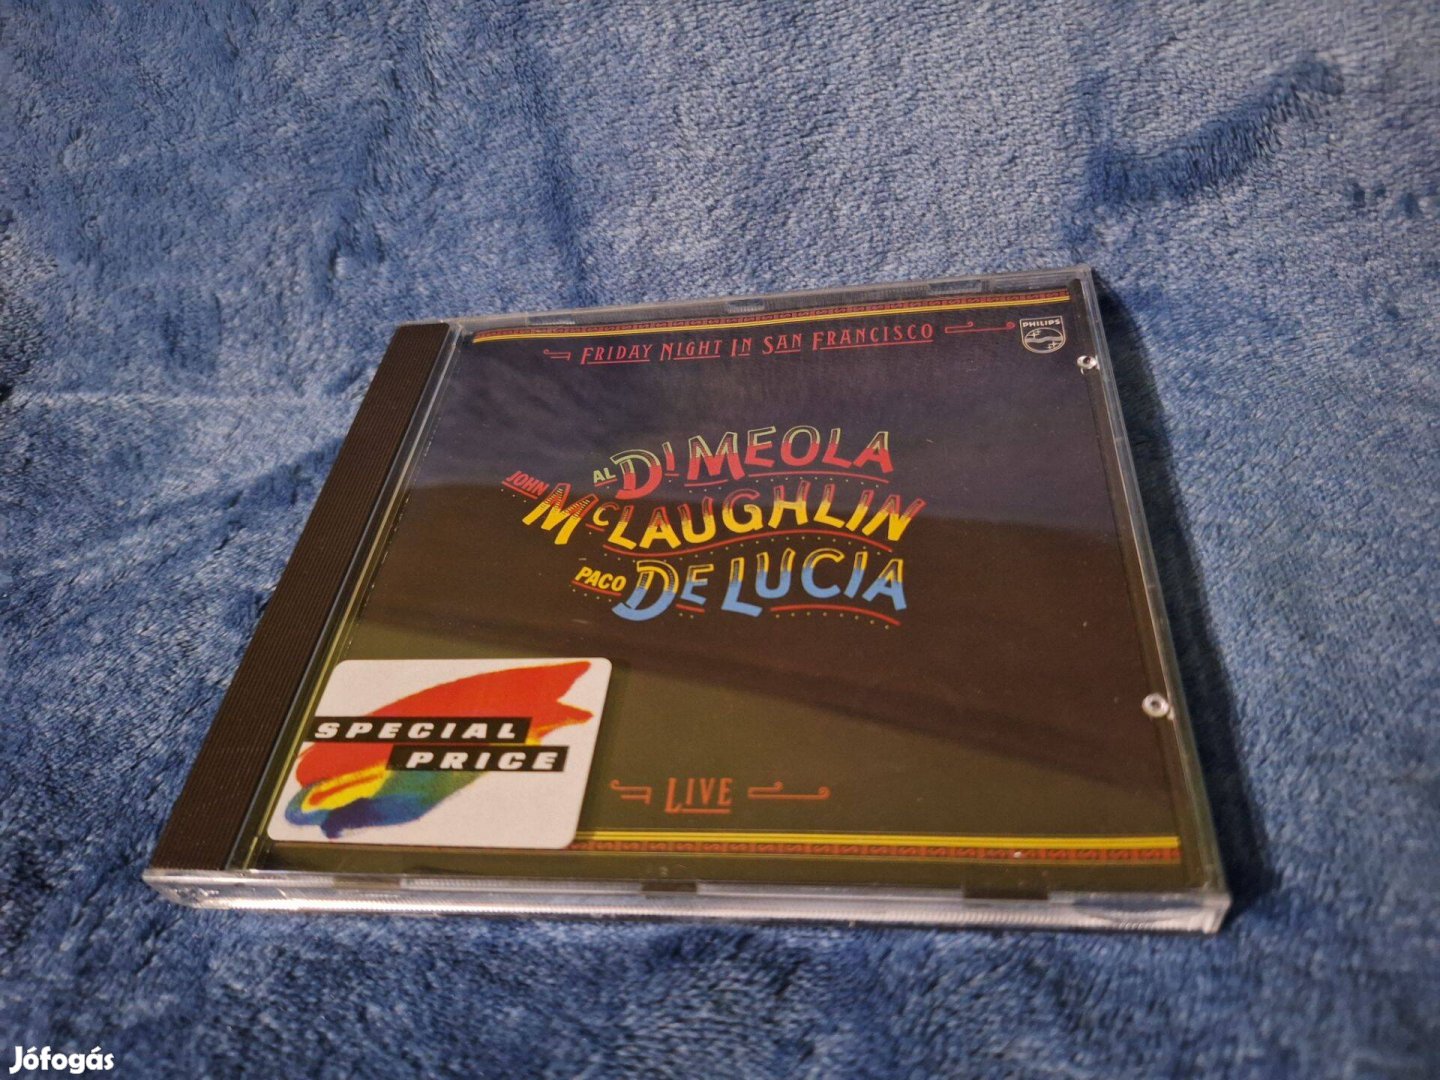 FRIDAY NIGHT IN SAN FRANCISCO
PHILIPS
AL DI MEOLA
JOHN MCLAUGHLIN
PACO DE LUCIA
SPECIAL
PRICE
LIVE
Jófogás